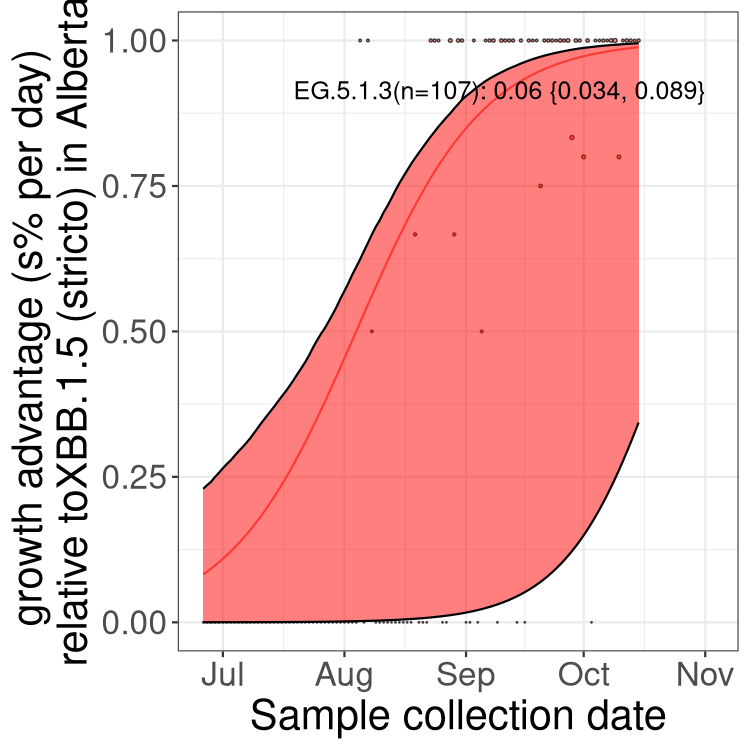 growth advantage (s% per day)
relative toXBB.1.5 (stricto) in Alberta
1.00
0.75
0.50
0.25
0.00
EG.5.1.3(n=107): 0.06 {0.034, 0.089}
Jul Aug Sep Oct Nov
Sample collection date